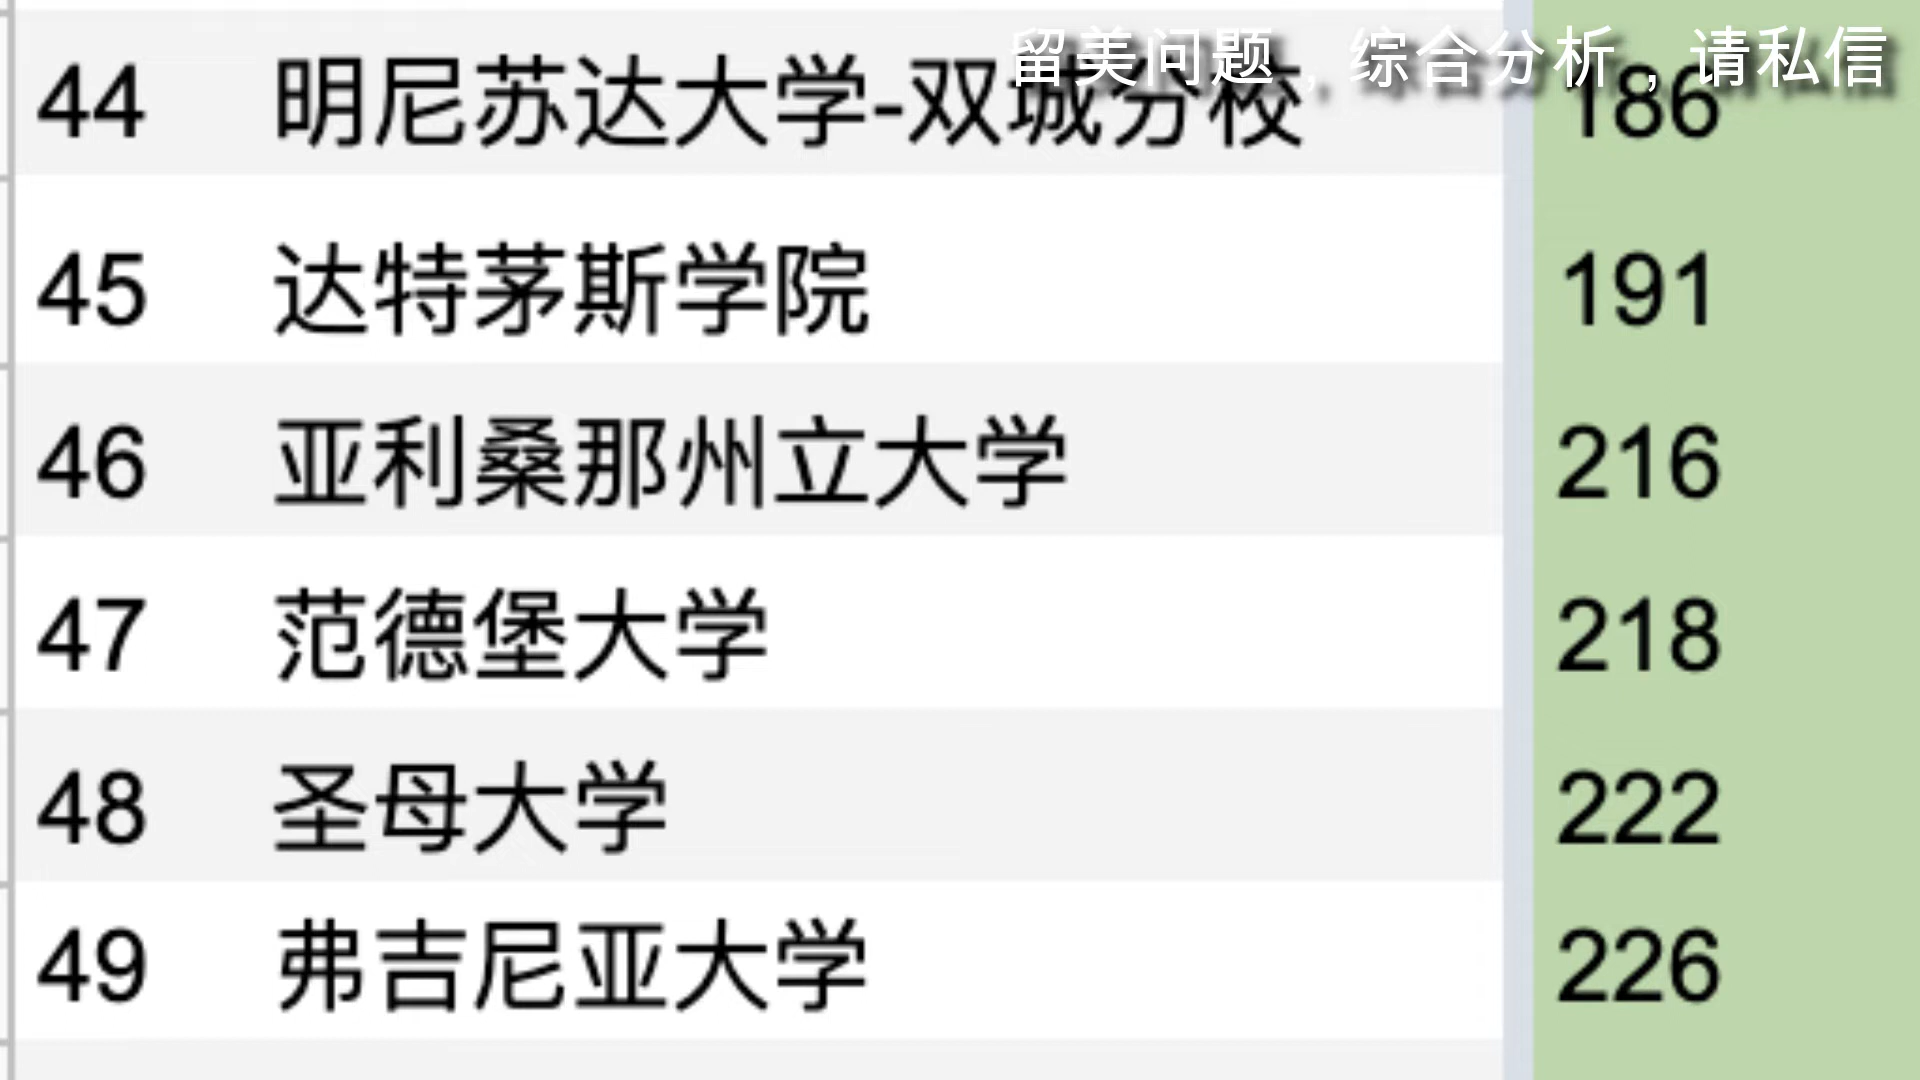 留美问题，综合分析，请私信
44 明尼苏达大学-双城分校 186
45 达特茅斯学院 191
46 亚利桑那州立大学 216
47 范德堡大学 218
48 圣母大学 222
49 弗吉尼亚大学 226